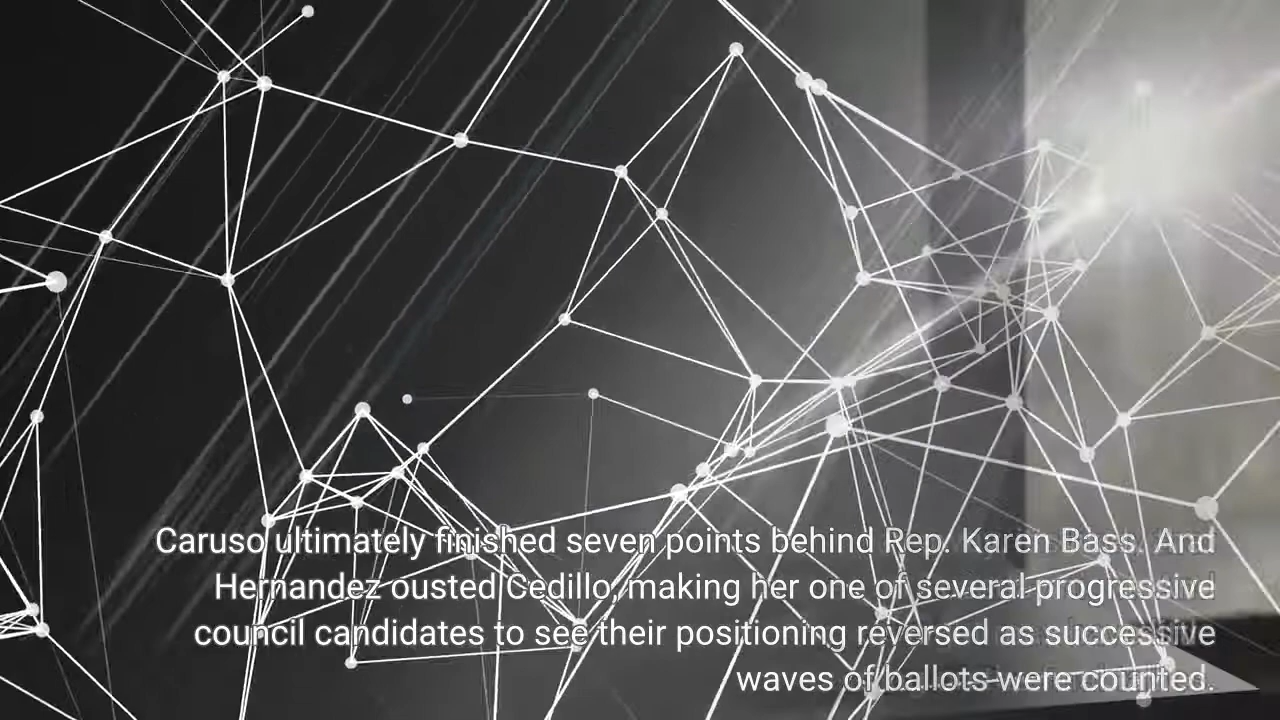 Caruso ultimately finished seven points behind Rep. Karen Bass. And
Hernandez ousted Cedillo, making her one of several progressive
council candidates to see their positioning reversed as successive
waves of ballots were counted.